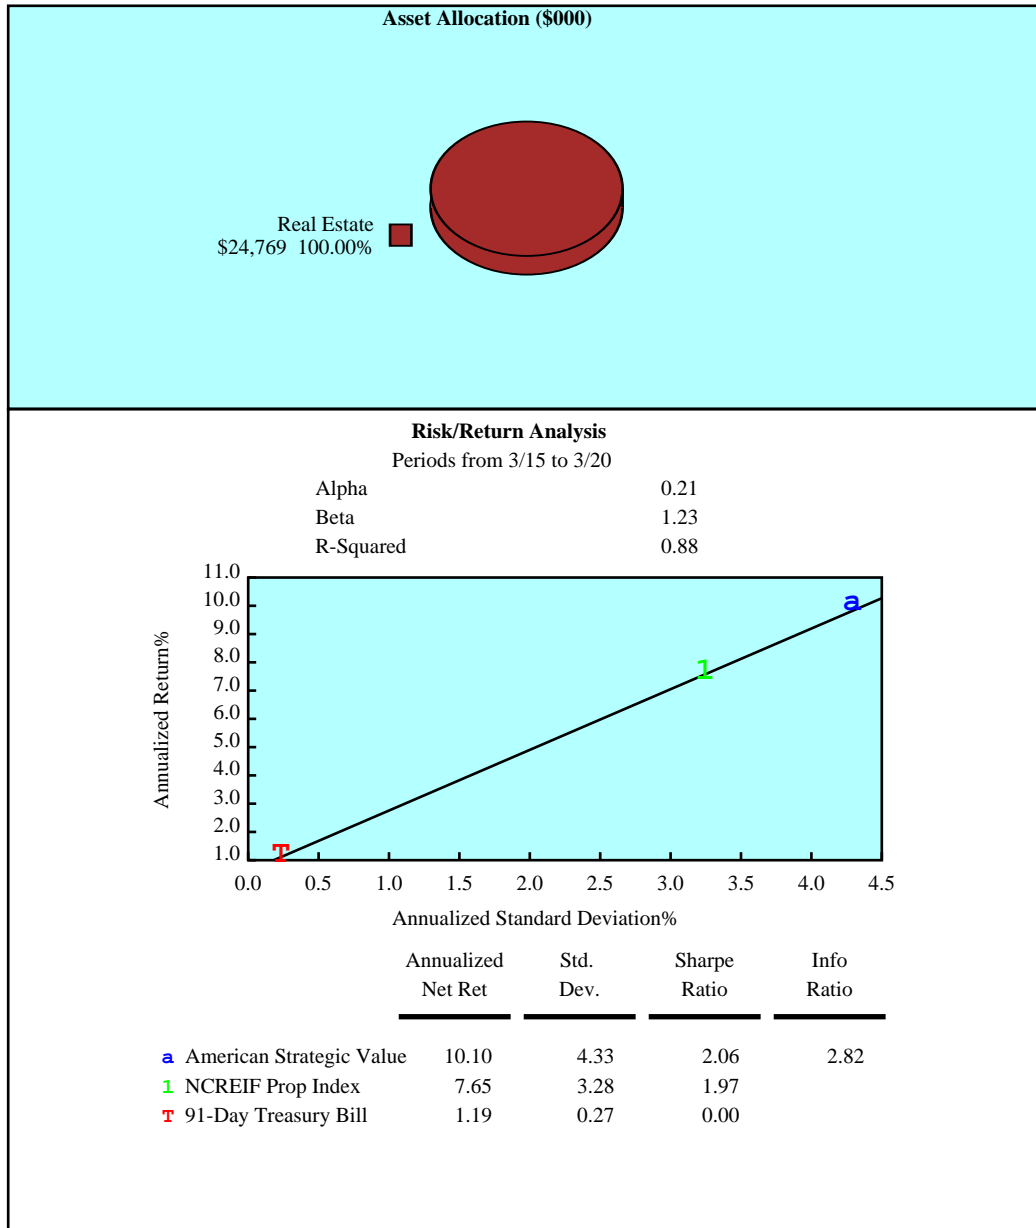 Asset Allocation ($000)
Real Estate
$24,769 100.00%
Risk/Return Analysis
Periods from 3/15 to 3/20
Alpha 0.21
Beta 1.23
R-Squared 0.88
Annualized Return%
11.0
10.0
9.0
8.0
7.0
6.0
5.0
4.0
3.0
2.0
1.0
a
1
T
0.0 0.5 1.0 1.5 2.0 2.5 3.0 3.5 4.0 4.5
Annualized Standard Deviation%
Annualized Std. Sharpe Info
Net Ret Dev. Ratio Ratio
a American Strategic Value 10.10 4.33 2.06 2.82
1 NCREIF Prop Index 7.65 3.28 1.97
T 91-Day Treasury Bill 1.19 0.27 0.00